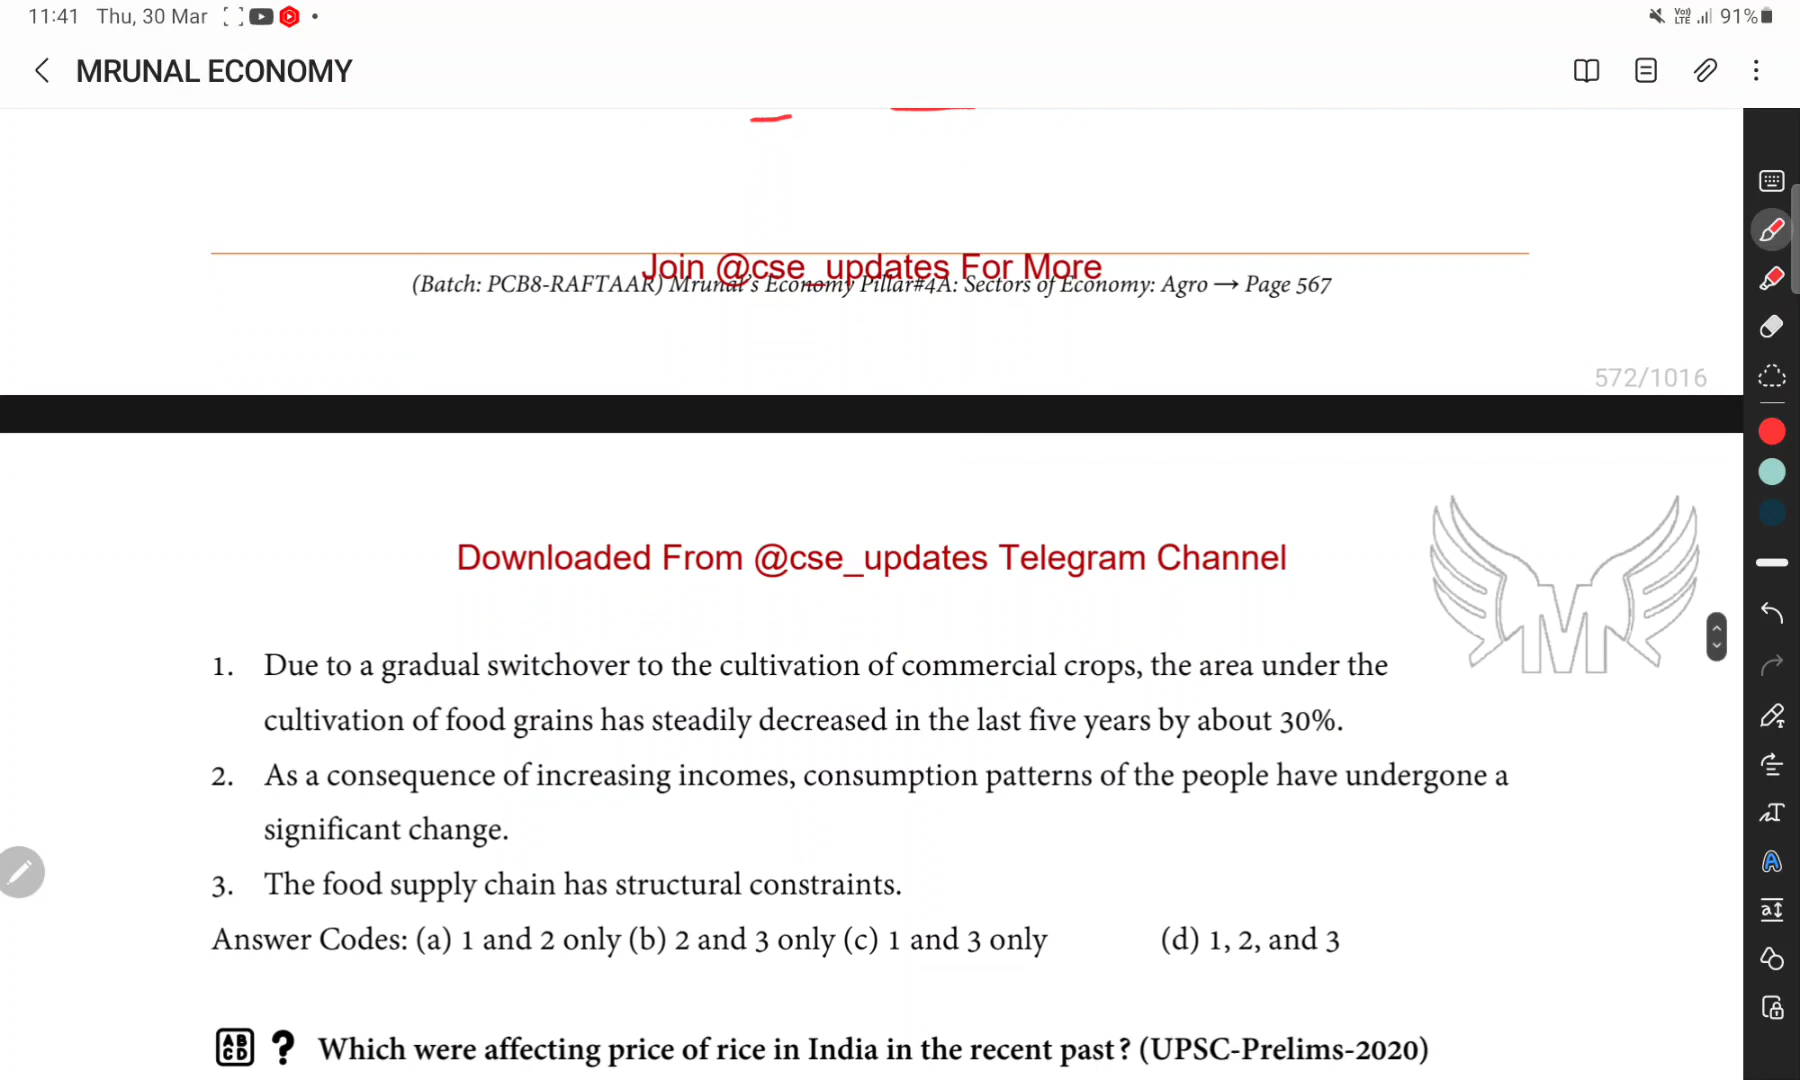 11:41 Thu, 30 Mar
Vo)) LTE 91%
MRUNAL ECONOMY
Join @cse_updates For More
(Batch: PCB8-RAFTAAR) Mrunal's Economy Pillar#4A: Sectors of Economy: Agro → Page 567
572/1016
Downloaded From @cse_updates Telegram Channel
1. Due to a gradual switchover to the cultivation of commercial crops, the area under the
cultivation of food grains has steadily decreased in the last five years by about 30%.
2. As a consequence of increasing incomes, consumption patterns of the people have undergone a
significant change.
3. The food supply chain has structural constraints.
Answer Codes: (a) 1 and 2 only (b) 2 and 3 only (c) 1 and 3 only (d) 1, 2, and 3
AB CD ? Which were affecting price of rice in India in the recent past? (UPSC-Prelims-2020)